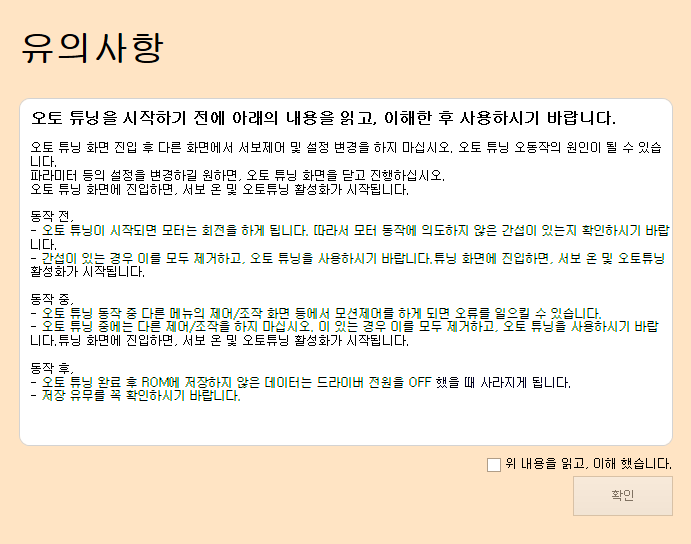 유의사항
오토 튜닝을 시작하기 전에 아래의 내용을 읽고, 이해한 후 사용하시기 바랍니다.
오토 튜닝 화면 진입 후 다른 화면에서 서보제어 및 설정 변경을 하지 마십시오. 오토 튜닝 오동작의 원인이 될 수 있습
니다.
파라미터 등의 설정을 변경하길 원하면, 오토 튜닝 화면을 닫고 진행하십시오.
오토 튜닝 화면에 진입하면, 서보 온 및 오토튜닝 활성화가 시작됩니다.
동작 전,
- 오토 튜닝이 시작되면 모터는 회전을 하게 됩니다. 따라서 모터 동작에 의도하지 않은 간섭이 있는지 확인하시기 바랍
니다.
- 간섭이 있는 경우 이를 모두 제거하고, 오토 튜닝을 사용하시기 바랍니다.튜닝 화면에 진입하면, 서보 온 및 오토튜닝
활성화가 시작됩니다.
동작 중,
- 오토 튜닝 동작 중 다른 메뉴의 제어/조작 화면 등에서 모션제어를 하게 되면 오류를 일으킬 수 있습니다.
- 오토 튜닝 중에는 다른 제어/조작을 하지 마십시오. 이 있는 경우 이를 모두 제거하고, 오토 튜닝을 사용하시기 바랍
니다.튜닝 화면에 진입하면, 서보 온 및 오토튜닝 활성화가 시작됩니다.
동작 후,
- 오토 튜닝 완료 후 ROM에 저장하지 않은 데이터는 드라이버 전원을 OFF 했을 때 사라지게 됩니다.
- 저장 유무를 꼭 확인하시기 바랍니다.
위 내용을 읽고, 이해 했습니다.
확인